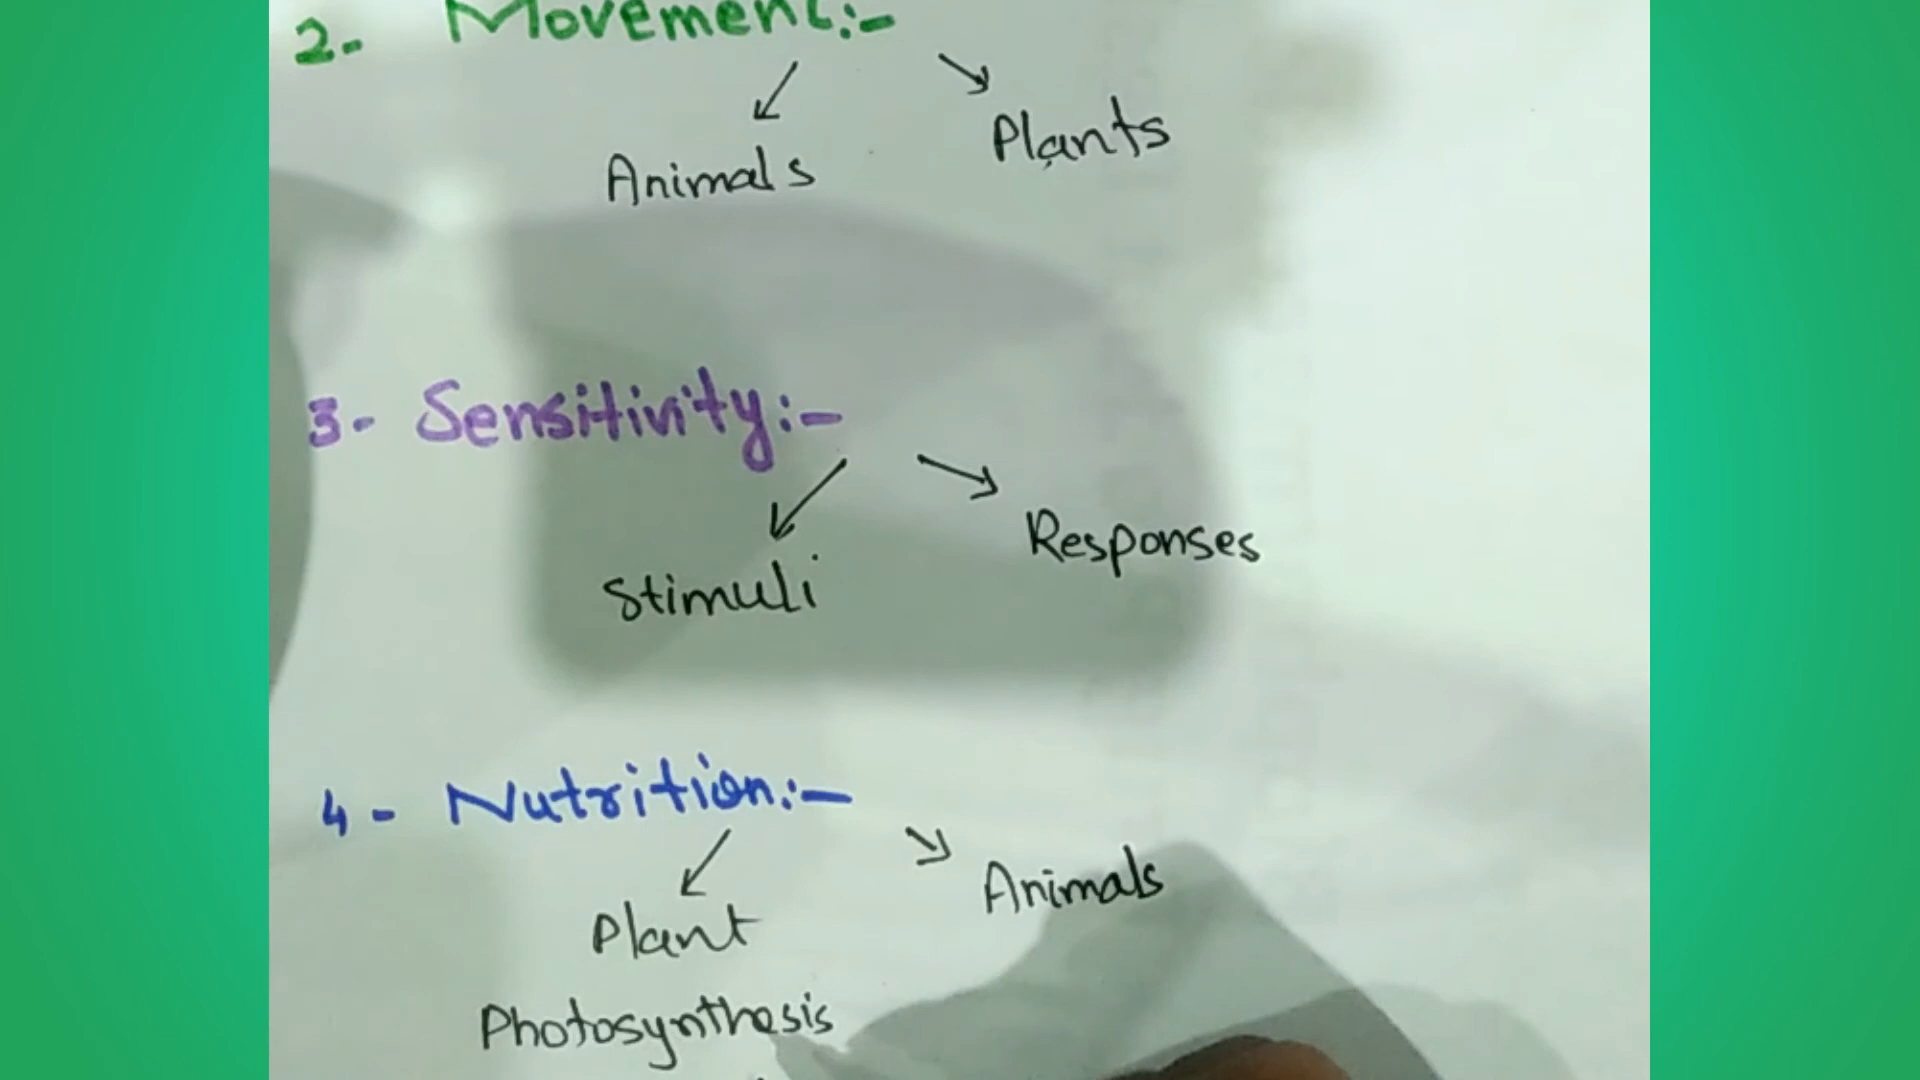 2- Movement:-
Animals
Plants
3- Sensitivity:-
Stimuli
Responses
4- Nutrition:-
Plant
Animals
Photosynthesis